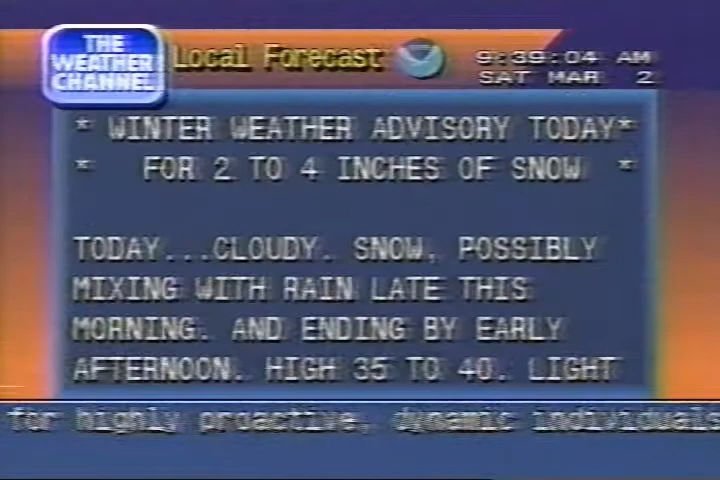 THE
WEATHER
CHANNEL
Local Forecast
9:39:04 AM
SAT MAR 2
* WINTER WEATHER ADVISORY TODAY*
* FOR 2 TO 4 INCHES OF SNOW *
TODAY...CLOUDY. SNOW, POSSIBLY
MIXING WITH RAIN LATE THIS
MORNING. AND ENDING BY EARLY
AFTERNOON. HIGH 35 TO 40. LIGHT
for highly proactive, dynamic individuals